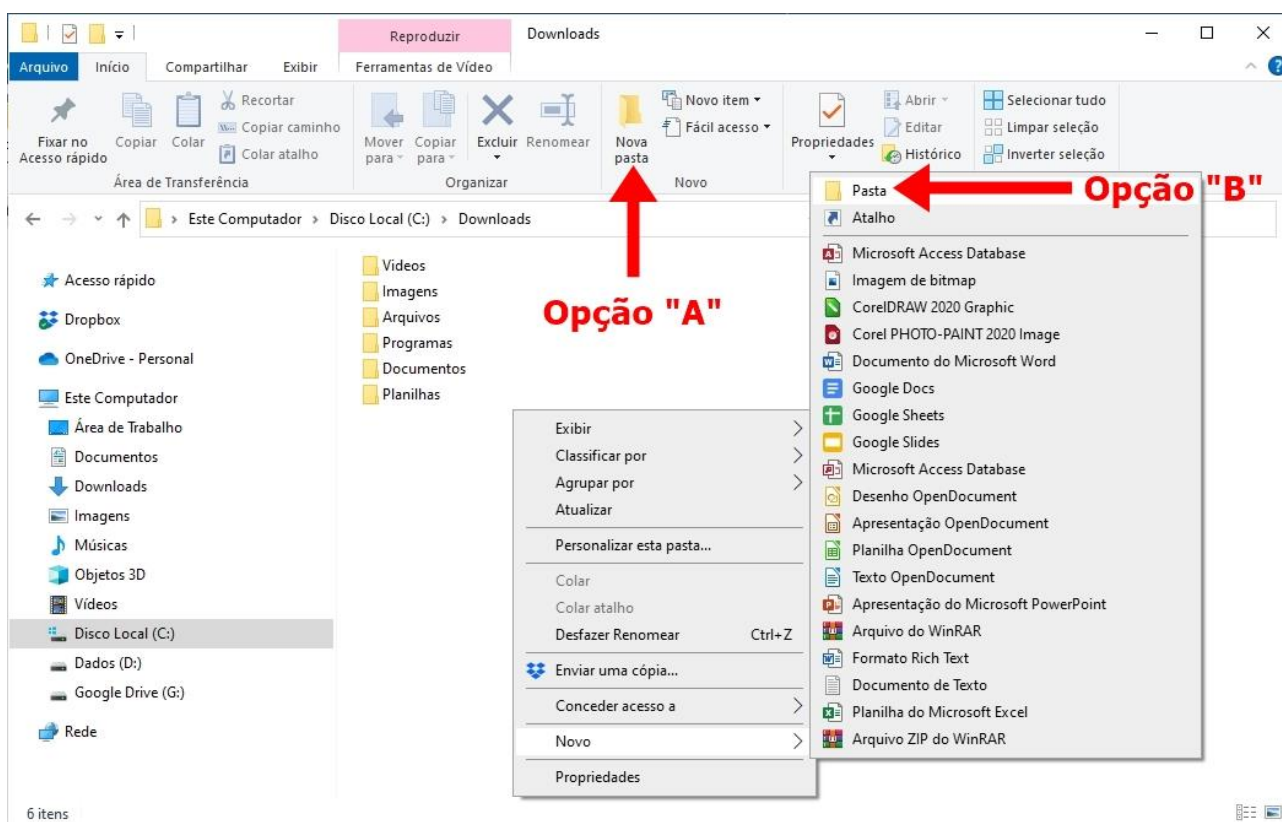 Reproduzir
Downloads
Arquivo
Início
Compartilhar
Exibir
Ferramentas de Vídeo
Fixar no
Acesso rápido
Copiar
Colar
Recortar
Copiar caminho
Colar atalho
Área de Transferência
Mover
para
Copiar
para
Excluir
Renomear
Organizar
Nova
pasta
Novo item
Fácil acesso
Novo
Propriedades
Abrir
Editar
Histórico
Selecionar tudo
Limpar seleção
Inverter seleção
Este Computador > Disco Local (C:) > Downloads
Opção "A"
Opção "B"
Acesso rápido
Dropbox
OneDrive - Personal
Este Computador
Área de Trabalho
Documentos
Downloads
Imagens
Músicas
Objetos 3D
Vídeos
Disco Local (C:)
Dados (D:)
Google Drive (G:)
Rede
Videos
Imagens
Arquivos
Programas
Documentos
Planilhas
Exibir
Classificar por
Agrupar por
Atualizar
Personalizar esta pasta...
Colar
Colar atalho
Desfazer Renomear Ctrl+Z
Enviar uma cópia...
Conceder acesso a
Novo
Propriedades
Pasta
Atalho
Microsoft Access Database
Imagem de bitmap
CorelDRAW 2020 Graphic
Corel PHOTO-PAINT 2020 Image
Documento do Microsoft Word
Google Docs
Google Sheets
Google Slides
Microsoft Access Database
Desenho OpenDocument
Apresentação OpenDocument
Planilha OpenDocument
Texto OpenDocument
Apresentação do Microsoft PowerPoint
Arquivo do WinRAR
Formato Rich Text
Documento de Texto
Planilha do Microsoft Excel
Arquivo ZIP do WinRAR
6 itens